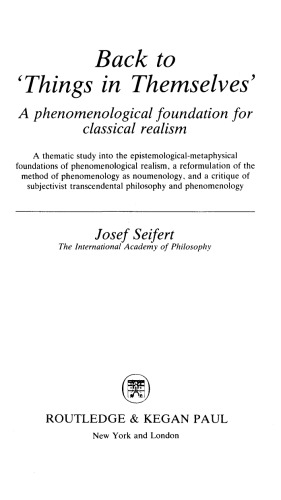 Back to
‘Things in Themselves’
A phenomenological foundation for
classical realism
A thematic study into the epistemological-metaphysical
foundations of phenomenological realism, a reformulation of the
method of phenomenology as noumenology, and a critique of
subjectivist transcendental philosophy and phenomenology
Josef Seifert
The International Academy of Philosophy
ROUTLEDGE & KEGAN PAUL
New York and London